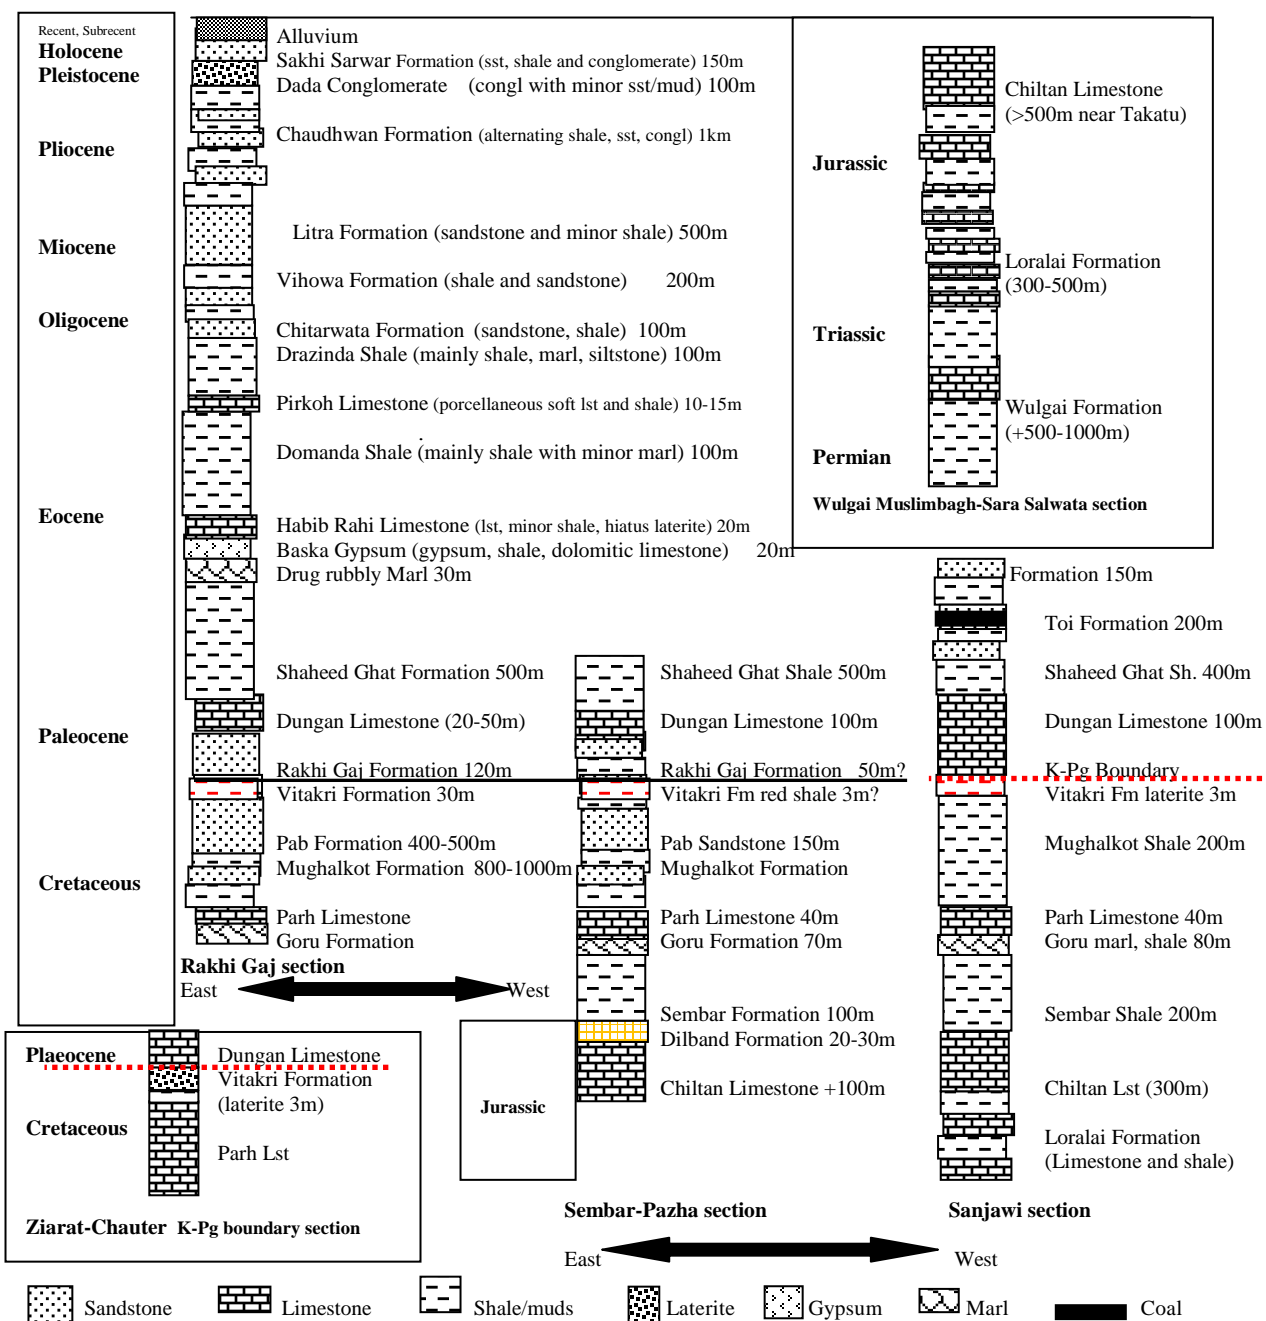 Recent, Subrecent
Holocene
Pleistocene
Pliocene
Miocene
Oligocene
Eocene
Paleocene
Cretaceous
Alluvium
Sakhi Sarwar Formation (sst, shale and conglomerate) 150m
Dada Conglomerate (congl with minor sst/mud) 100m
Chaudhwan Formation (alternating shale, sst, congl) 1km
Litra Formation (sandstone and minor shale) 500m
Vihowa Formation (shale and sandstone) 200m
Chitarwata Formation (sandstone, shale) 100m
Drazinda Shale (mainly shale, marl, siltstone) 100m
Pirkoh Limestone (porcellaneous soft lst and shale) 10-15m
Domanda Shale (mainly shale with minor marl) 100m
Habib Rahi Limestone (lst, minor shale, hiatus laterite) 20m
Baska Gypsum (gypsum, shale, dolomitic limestone) 20m
Drug rubbly Marl 30m
Shaheed Ghat Formation 500m
Dungan Limestone (20-50m)
Rakhi Gaj Formation 120m
Vitakri Formation 30m
Pab Formation 400-500m
Mughalkot Formation 800-1000m
Parh Limestone
Goru Formation
Rakhi Gaj section
East West
Jurassic
Triassic
Permian
Chiltan Limestone
(>500m near Takatu)
Loralai Formation
(300-500m)
Wulgai Formation
(+500-1000m)
Wulgai Muslimbagh-Sara Salwata section
Shaheed Ghat Shale 500m
Dungan Limestone 100m
Rakhi Gaj Formation 50m?
Vitakri Fm red shale 3m?
Pab Sandstone 150m
Mughalkot Formation
Parh Limestone 40m
Goru Formation 70m
Sembar Formation 100m
Dilband Formation 20-30m
Chiltan Limestone +100m
Jurassic
Sembar-Pazha section
Formation 150m
Toi Formation 200m
Shaheed Ghat Sh. 400m
Dungan Limestone 100m
K-Pg Boundary
Vitakri Fm laterite 3m
Mughalkot Shale 200m
Parh Limestone 40m
Goru marl, shale 80m
Sembar Shale 200m
Chiltan Lst (300m)
Loralai Formation
(Limestone and shale)
Sanjawi section
East West
Plaeocene
Cretaceous
Dungan Limestone
Vitakri Formation
(laterite 3m)
Parh Lst
Ziarat-Chauter K-Pg boundary section
Sandstone Limestone Shale/muds Laterite Gypsum Marl Coal